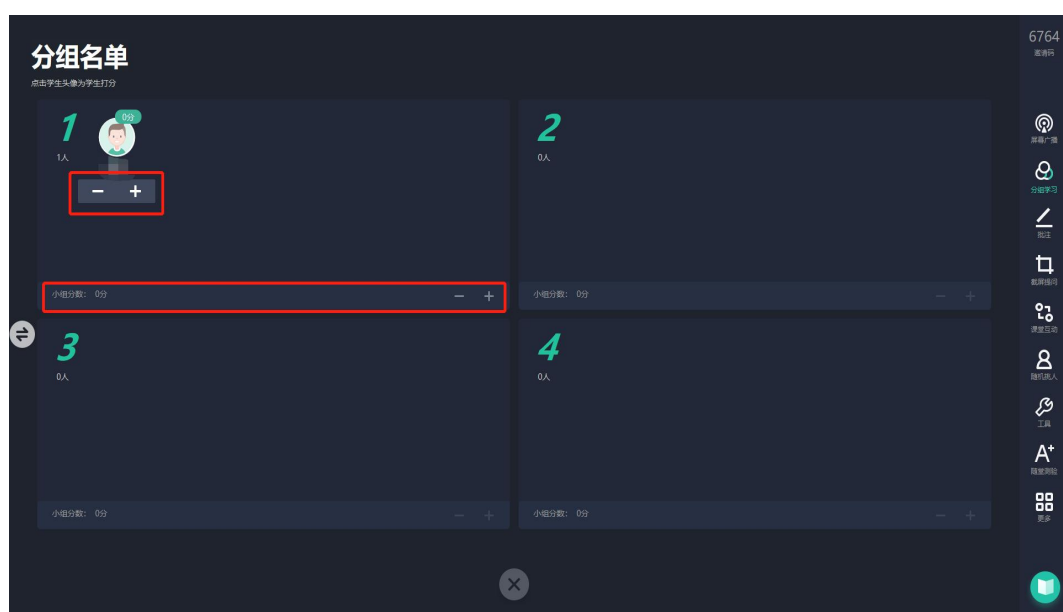 分组名单
点击学生头像为学生打分
1
0分
1人
− +
小组分数： 0分
− +
2
0人
小组分数： 0分
− +
3
0人
小组分数： 0分
− +
4
0人
小组分数： 0分
− +
6764
邀请码
屏幕广播
分组学习
批注
截屏提问
课堂互动
随机挑人
工具
A+
随堂测验
更多